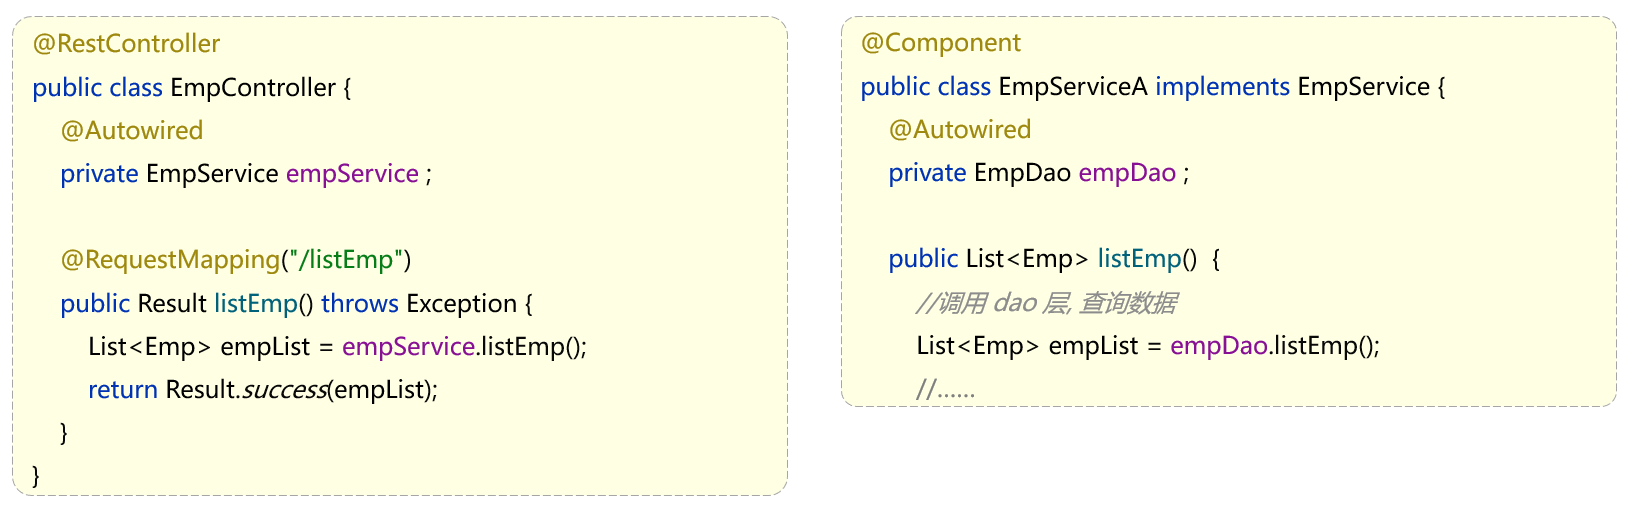 @RestController
public class EmpController {
@Autowired
private EmpService empService ;
@RequestMapping("/listEmp")
public Result listEmp() throws Exception {
List<Emp> empList = empService.listEmp();
return Result.success(empList);
}
}
@Component
public class EmpServiceA implements EmpService {
@Autowired
private EmpDao empDao ;
public List<Emp> listEmp() {
//调用 dao 层, 查询数据
List<Emp> empList = empDao.listEmp();
//......